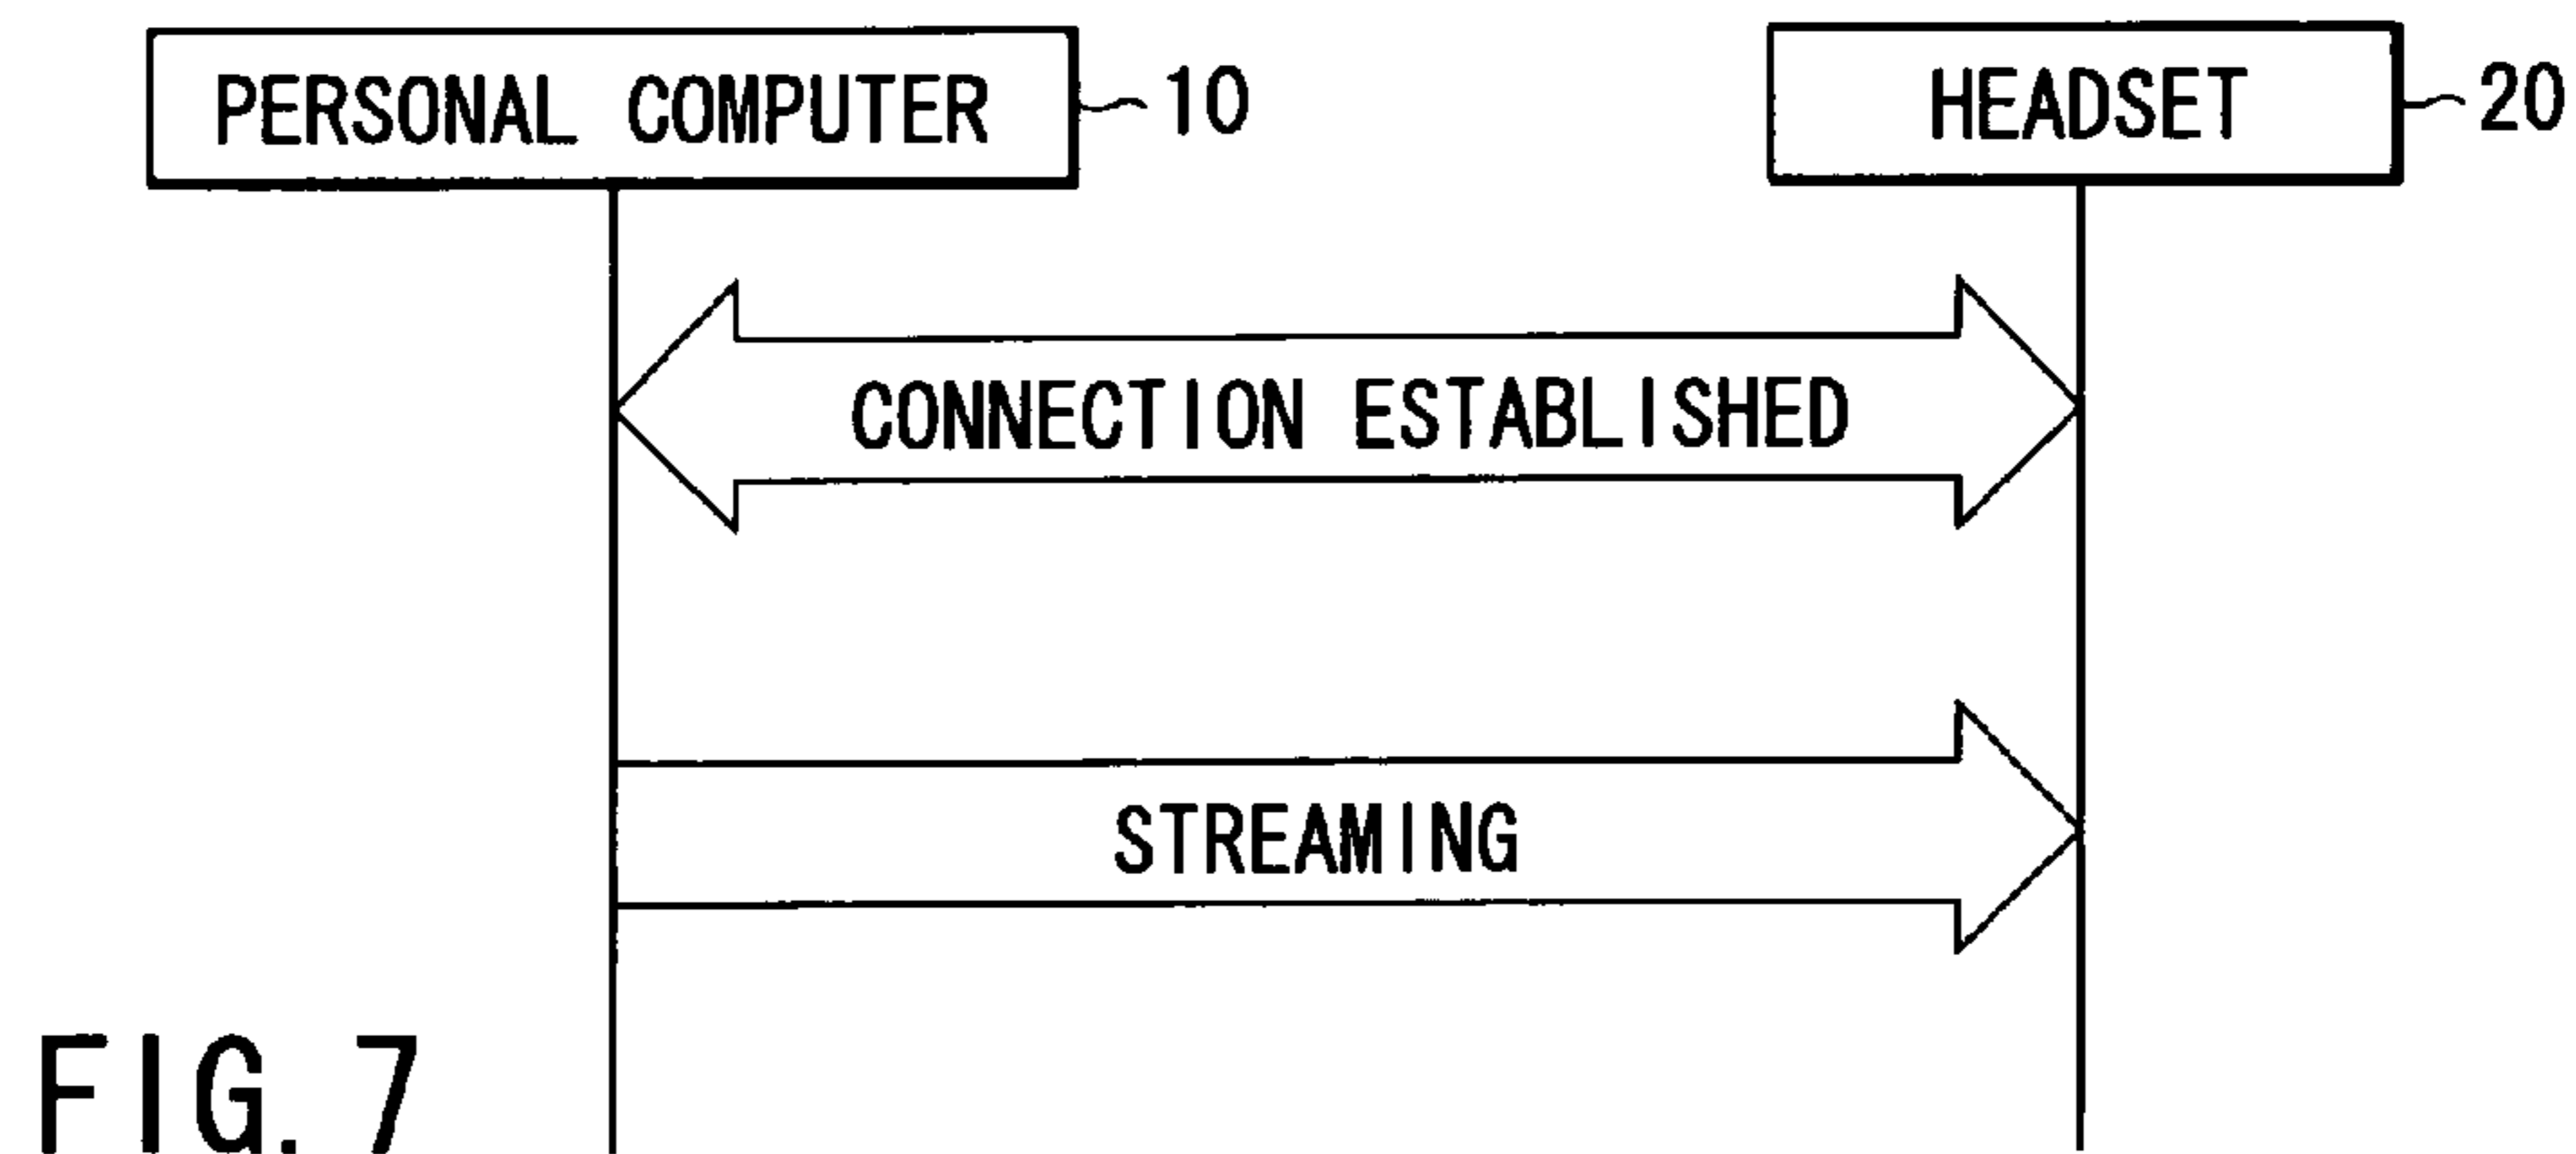 PERSONAL COMPUTER 10
HEADSET 20
CONNECTION ESTABLISHED
STREAMING
FIG. 7